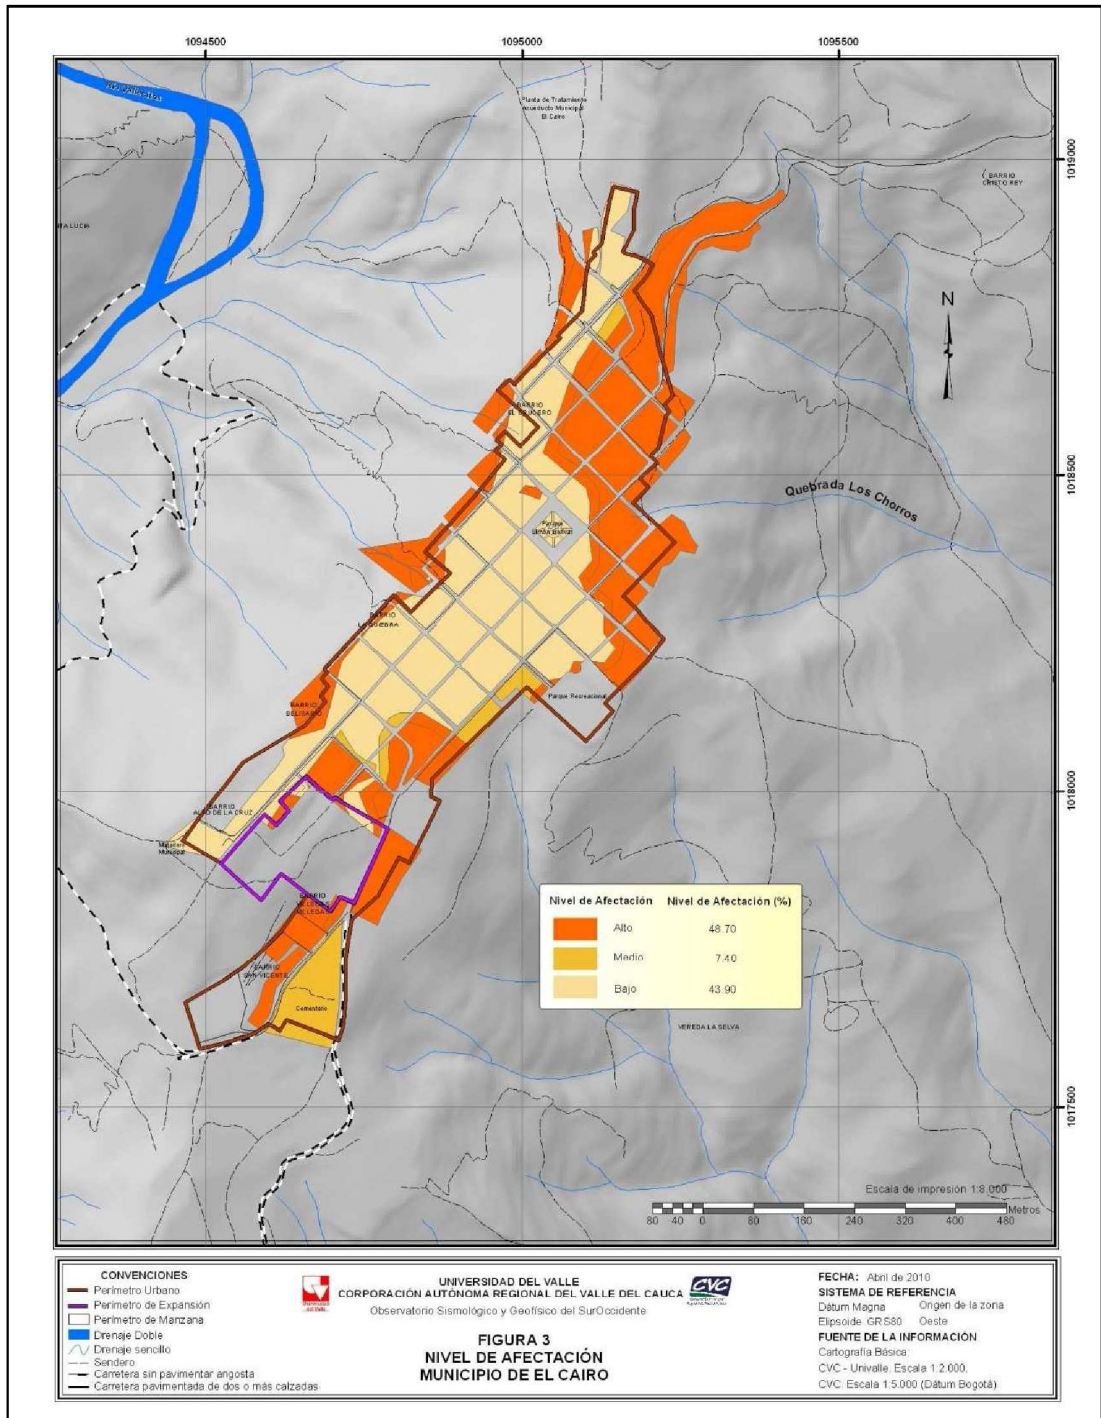 1094500 1095000 1095500
Planta de Tratamiento
Acueducto Municipal
El Cairo
1019000
BARRIO
CRISTO REY
N
BARRIO
EL CRUCERO
1018500
Quebrada Los Chorros
Parque
Simón Bolívar
BARRIO
Parque Recreacional
BARRIO
BELISARIO
1018000
BARRIO
ALTO DE LA CRUZ
Municipal
BARRIO
BARRIO
SAN VICENTE
Cementerio
Nivel de Afectación Nivel de Afectación (%)
Alto 48.70
Medio 7.40
Bajo 43.90
VEREDA LA SELVA
1017500
Escala de impresión 1:8.000
Metros
80 40 0 80 160 240 320 400 480
CONVENCIONES
Perímetro Urbano
Perímetro de Expansión
Perímetro de Manzana
Drenaje Doble
Drenaje sencillo
Sendero
Carretera sin pavimentar angosta
Carretera pavimentada de dos o más calzadas
UNIVERSIDAD DEL VALLE
CORPORACIÓN AUTÓNOMA REGIONAL DEL VALLE DEL CAUCA
CVC
Observatorio Sismológico y Geofísico del SurOccidente
FIGURA 3
NIVEL DE AFECTACIÓN
MUNICIPIO DE EL CAIRO
FECHA: Abril de 2010
SISTEMA DE REFERENCIA
Dátum Magna Origen de la zona
Elipsoide GRS80 Oeste
FUENTE DE LA INFORMACIÓN
Cartografía Básica:
CVC - Univalle. Escala 1:2.000.
CVC. Escala 1:5.000 (Dátum Bogotá)